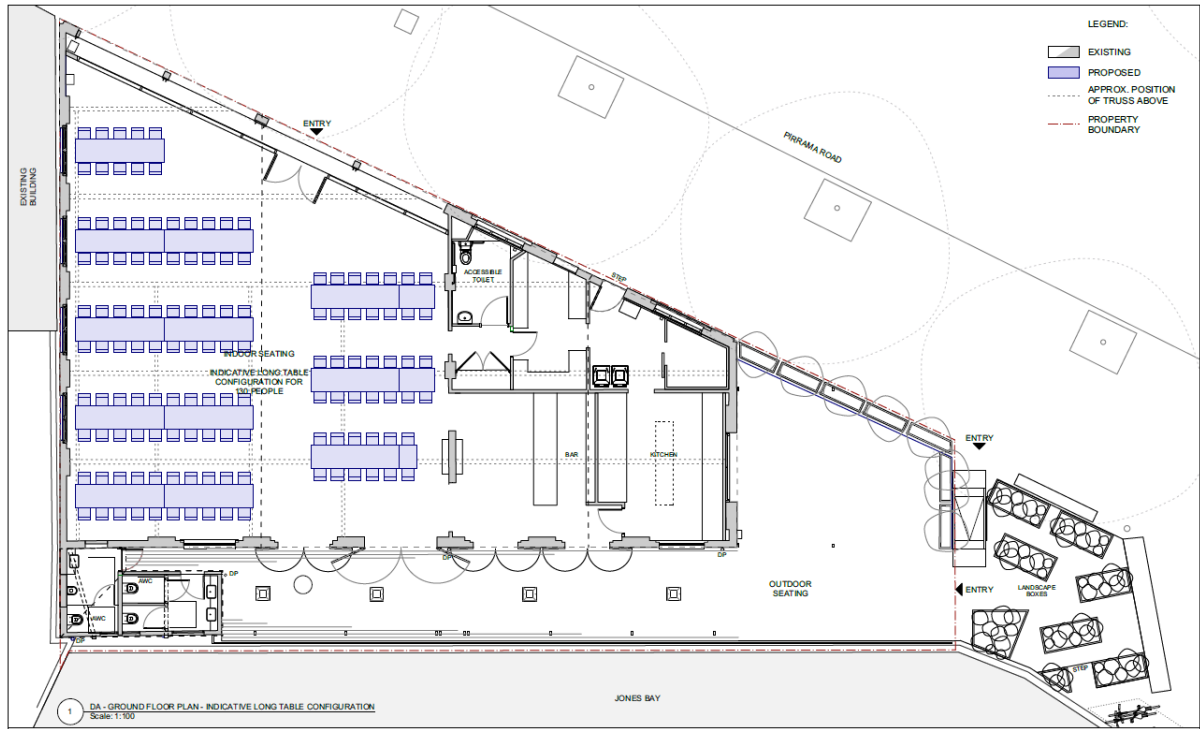 LEGEND:
EXISTING
PROPOSED
APPROX. POSITION
OF TRUSS ABOVE
PROPERTY
BOUNDARY
ENTRY
PIRRAMA ROAD
EXISTING
BUILDING
ACCESSIBLE
TOILET
STEP
INDOOR SEATING
INDICATIVE LONG TABLE
CONFIGURATION FOR
130 PEOPLE
BAR
KITCHEN
ENTRY
DP
DP
DP
AWC
AWC
DP
OUTDOOR
SEATING
ENTRY
LANDSCAPE
BOXES
STEP
JONES BAY
1
DA - GROUND FLOOR PLAN - INDICATIVE LONG TABLE CONFIGURATION
Scale: 1:100